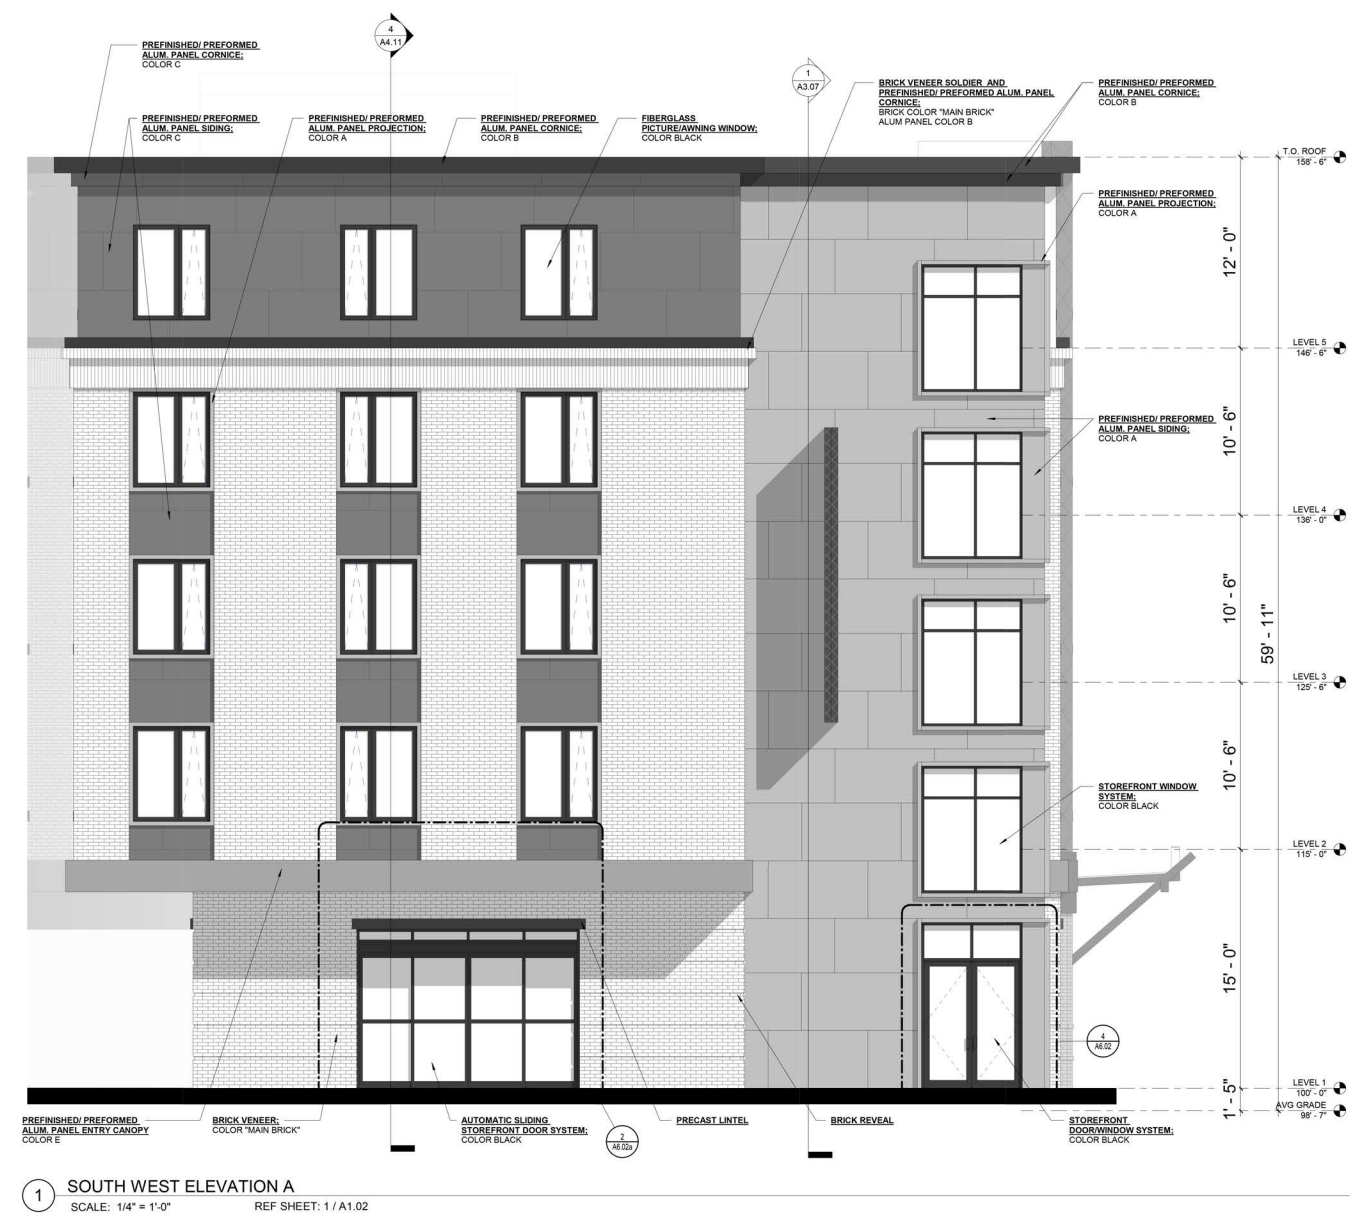 4
A4.11
PREFINISHED/ PREFORMED
ALUM. PANEL CORNICE;
COLOR C
1
A3.07
BRICK VENEER SOLDIER AND
PREFINISHED/ PREFORMED ALUM. PANEL
CORNICE;
BRICK COLOR "MAIN BRICK"
ALUM PANEL COLOR B
PREFINISHED/ PREFORMED
ALUM. PANEL CORNICE;
COLOR B
PREFINISHED/ PREFORMED
ALUM. PANEL SIDING;
COLOR C
PREFINISHED/ PREFORMED
ALUM. PANEL PROJECTION;
COLOR A
PREFINISHED/ PREFORMED
ALUM. PANEL CORNICE;
COLOR B
FIBERGLASS
PICTURE/AWNING WINDOW;
COLOR BLACK
T.O. ROOF
158' - 6"
PREFINISHED/ PREFORMED
ALUM. PANEL PROJECTION;
COLOR A
12' - 0"
LEVEL 5
146' - 6"
PREFINISHED/ PREFORMED
ALUM. PANEL SIDING;
COLOR A
10' - 6"
LEVEL 4
136' - 0"
10' - 6"
59' - 11"
LEVEL 3
125' - 6"
10' - 6"
STOREFRONT WINDOW
SYSTEM;
COLOR BLACK
LEVEL 2
115' - 0"
15' - 0"
4
A6.02
LEVEL 1
100' - 0"
1' - 5"
AVG GRADE
98' - 7"
PREFINISHED/ PREFORMED
ALUM. PANEL ENTRY CANOPY
COLOR E
BRICK VENEER;
COLOR "MAIN BRICK"
AUTOMATIC SLIDING
STOREFRONT DOOR SYSTEM;
COLOR BLACK
2
A6.02a
PRECAST LINTEL
BRICK REVEAL
STOREFRONT
DOOR/WINDOW SYSTEM;
COLOR BLACK
1
SOUTH WEST ELEVATION A
SCALE: 1/4" = 1'-0"
REF SHEET: 1 / A1.02